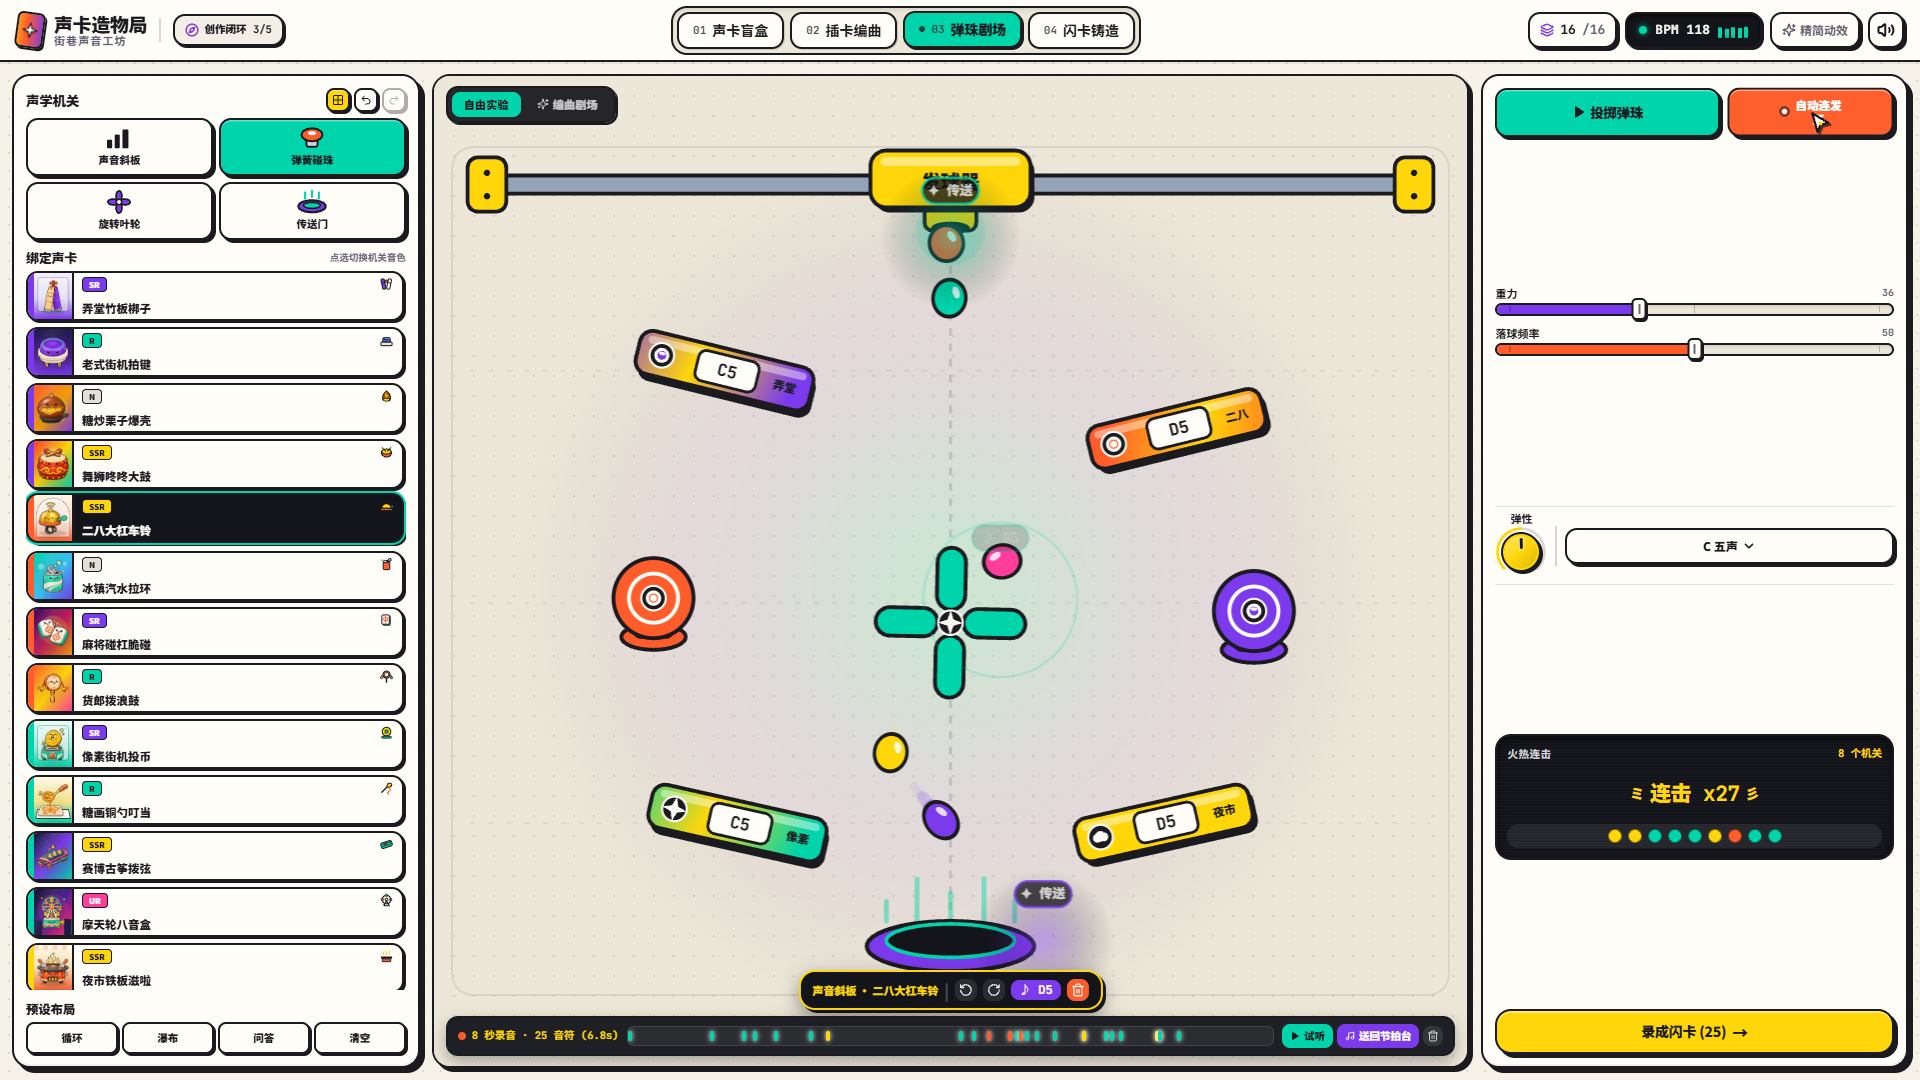 声卡造物局
街巷声音工坊
创作闭环 3/5
01 声卡盲盒
02 插卡编曲
03 弹珠剧场
04 闪卡铸造
16 /16
BPM 118
精简动效
声学机关
声音斜板
弹簧碰珠
旋转叶轮
传送门
绑定声卡
点选切换机关音色
SR
弄堂竹板梆子
R
老式街机拍键
N
糖炒栗子爆壳
SSR
舞狮咚咚大鼓
SSR
二八大杠车铃
N
冰镇汽水拉环
SR
麻将碰杠脆碰
R
货郎拨浪鼓
SR
像素街机投币
R
糖画铜勺叮当
SSR
赛博古筝拨弦
UR
摩天轮八音盒
SSR
夜市铁板滋啦
预设布局
循环
瀑布
问答
清空
自由实验
编曲剧场
传送
C5 弄堂
D5 二八
C5 像素
D5 夜市
传送
声音斜板 · 二八大杠车铃
D5
8 秒录音 · 25 音符 (6.8s)
试听
送回节拍台
投掷弹珠
自动连发
重力
36
落球频率
50
弹性
C 五声
火热连击
8 个机关
连击 x27
录成闪卡 (25) →